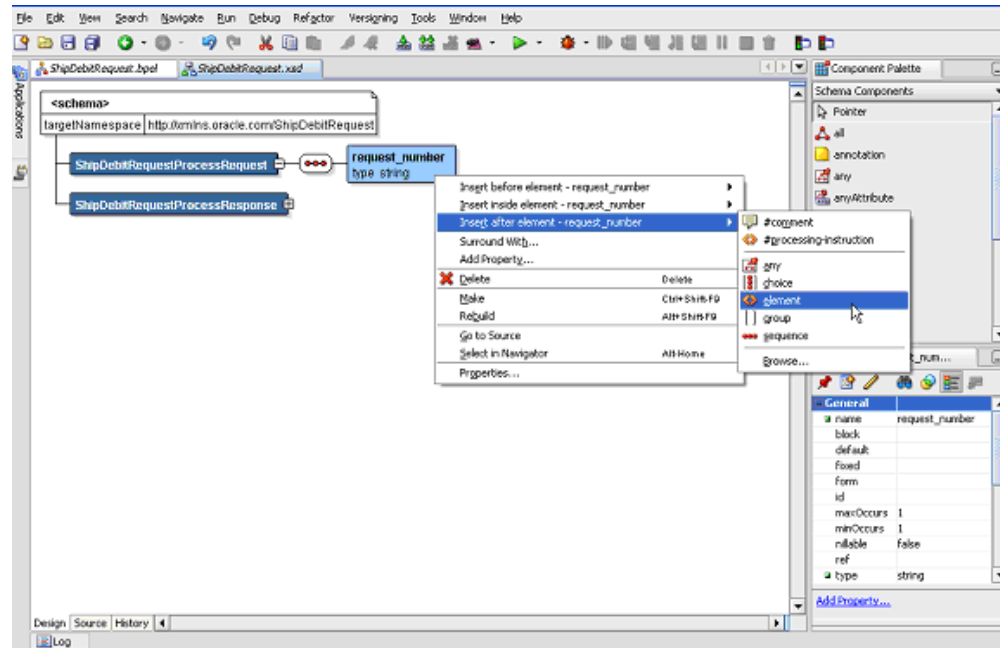 File Edit View Search Navigate Run Debug Refactor Versioning Tools Window Help
ShipDebitRequest.bpel ShipDebitRequest.xsd
Applications
<schema>
targetNamespace http://xmlns.oracle.com/ShipDebitRequest
ShipDebitRequestProcessRequest
request_number
type string
ShipDebitRequestProcessResponse
Insert before element - request_number
Insert inside element - request_number
Insert after element - request_number
Surround With...
Add Property...
Delete Delete
Make Ctrl+Shift-F9
Rebuild Alt+Shift-F9
Go to Source
Select in Navigator Alt-Home
Properties...
#comment
#processing-instruction
any
choice
element
group
sequence
Browse...
Component Palette
Schema Components
Pointer
all
annotation
any
anyAttribute
t_num...
General
name request_number
block
default
fixed
form
id
maxOccurs 1
minOccurs 1
nillable false
ref
type string
Add Property...
Design Source History
Log